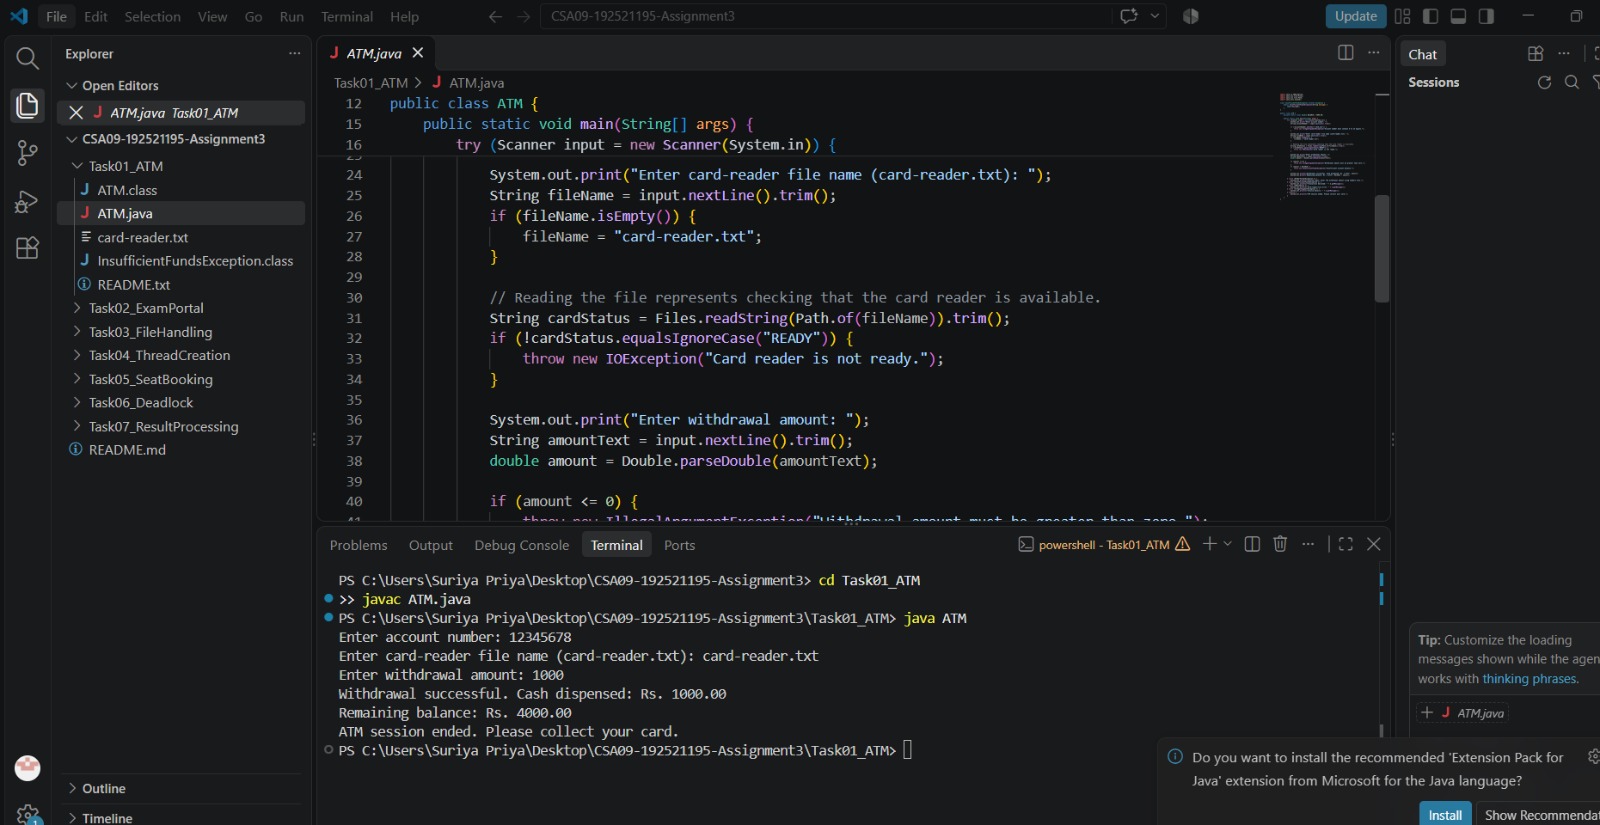 File Edit Selection View Go Run Terminal Help
CSA09-192521195-Assignment3
Update
Explorer
Open Editors
ATM.java Task01_ATM
CSA09-192521195-Assignment3
Task01_ATM
ATM.class
ATM.java
card-reader.txt
InsufficientFundsException.class
README.txt
Task02_ExamPortal
Task03_FileHandling
Task04_ThreadCreation
Task05_SeatBooking
Task06_Deadlock
Task07_ResultProcessing
README.md
Outline
Timeline
ATM.java
Task01_ATM > ATM.java
12 public class ATM {
15 public static void main(String[] args) {
16 try (Scanner input = new Scanner(System.in)) {
24 System.out.print("Enter card-reader file name (card-reader.txt): ");
25 String fileName = input.nextLine().trim();
26 if (fileName.isEmpty()) {
27 fileName = "card-reader.txt";
28 }
29
30 // Reading the file represents checking that the card reader is available.
31 String cardStatus = Files.readString(Path.of(fileName)).trim();
32 if (!cardStatus.equalsIgnoreCase("READY")) {
33 throw new IOException("Card reader is not ready.");
34 }
35
36 System.out.print("Enter withdrawal amount: ");
37 String amountText = input.nextLine().trim();
38 double amount = Double.parseDouble(amountText);
39
40 if (amount <= 0) {
41 throw new IllegalArgumentException("Withdrawal amount must be greater than zero.");
Problems Output Debug Console Terminal Ports
powershell - Task01_ATM
PS C:\Users\Suriya Priya\Desktop\CSA09-192521195-Assignment3> cd Task01_ATM
>> javac ATM.java
PS C:\Users\Suriya Priya\Desktop\CSA09-192521195-Assignment3\Task01_ATM> java ATM
Enter account number: 12345678
Enter card-reader file name (card-reader.txt): card-reader.txt
Enter withdrawal amount: 1000
Withdrawal successful. Cash dispensed: Rs. 1000.00
Remaining balance: Rs. 4000.00
ATM session ended. Please collect your card.
PS C:\Users\Suriya Priya\Desktop\CSA09-192521195-Assignment3\Task01_ATM>
Chat
Sessions
Tip: Customize the loading
messages shown while the agen
works with thinking phrases.
ATM.java
Do you want to install the recommended 'Extension Pack for
Java' extension from Microsoft for the Java language?
Install
Show Recommendat